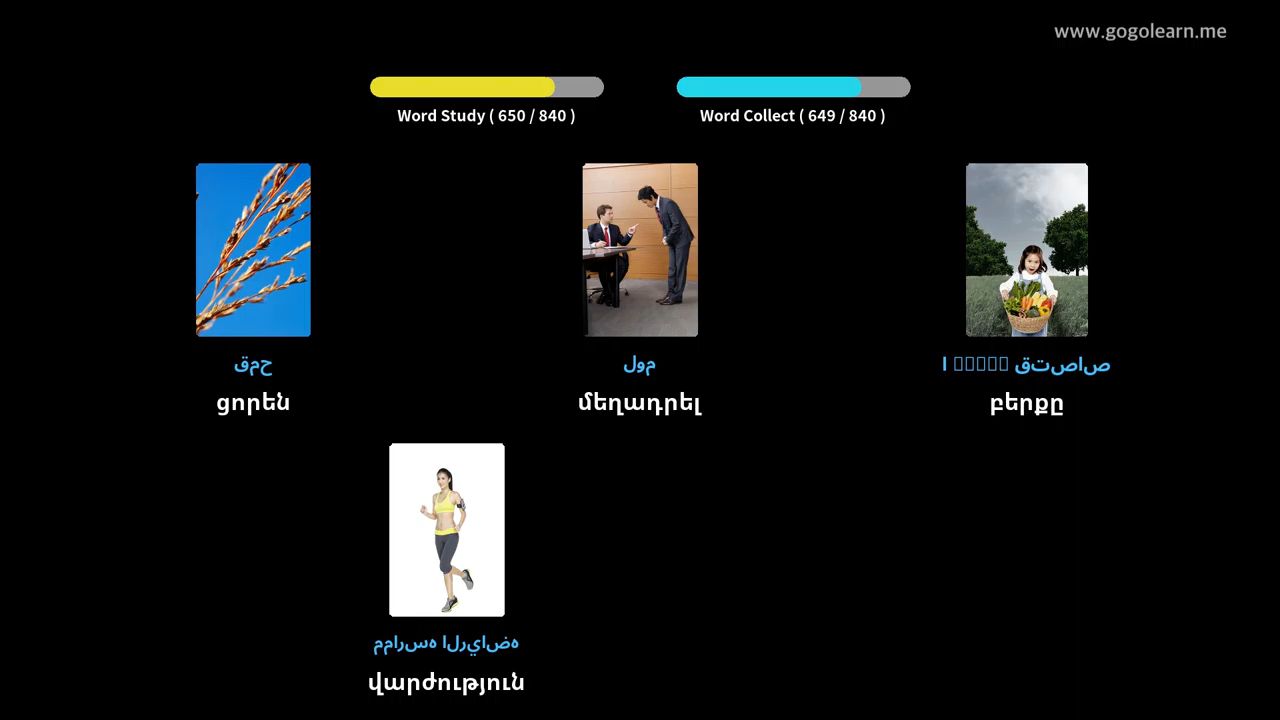 www.gogolearn.me
Word Study ( 650 / 840 )
Word Collect ( 649 / 840 )
قمح
ցորեն
لوم
մեղադրել
ا قتصاص
բերքը
ممارسه الرياضه
վարժություն